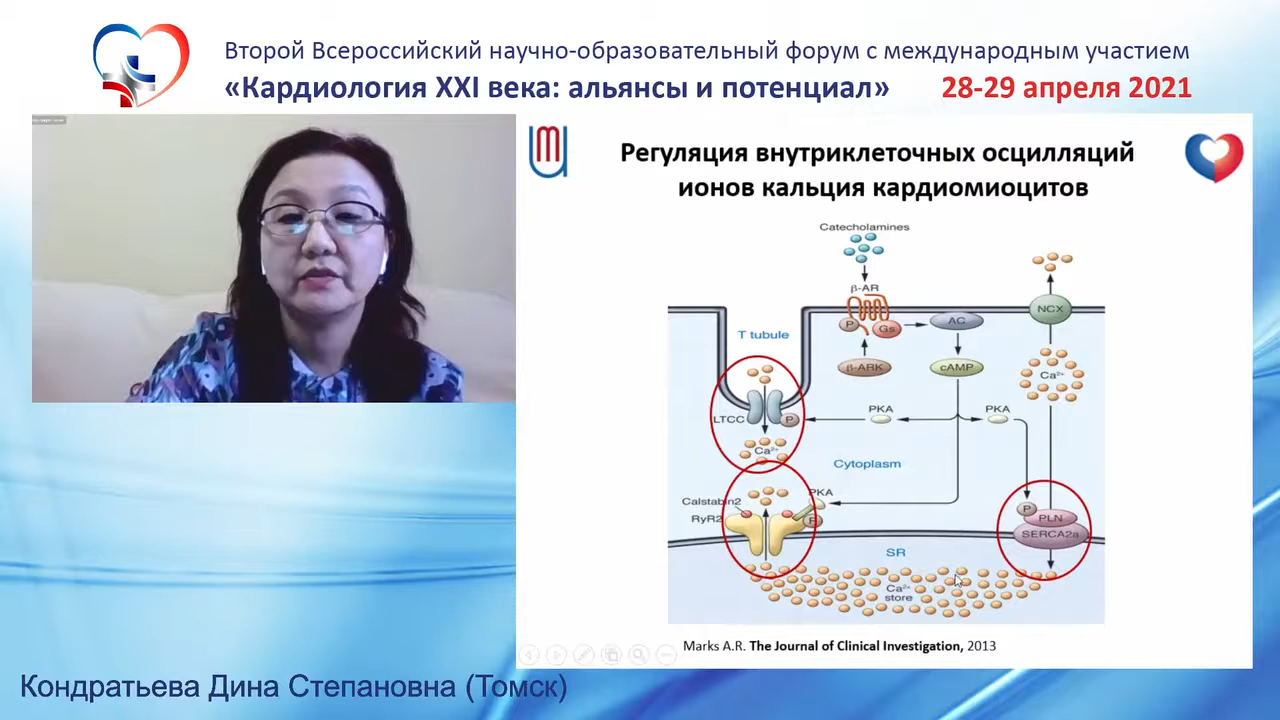 Второй Всероссийский научно-образовательный форум с международным участием
«Кардиология XXI века: альянсы и потенциал» 28-29 апреля 2021
Регуляция внутриклеточных осцилляций
ионов кальция кардиомиоцитов
Catecholamines
β-AR
NCX
P
Gs
AC
T tubule
β-ARK
cAMP
Ca²⁺
LTCC
P
PKA
PKA
Ca²⁺
Cytoplasm
Calstabin2
PKA
RyR2
P
P
PLN
SERCA2a
SR
Ca²⁺
store
Marks A.R. The Journal of Clinical Investigation, 2013
Кондратьева Дина Степановна (Томск)